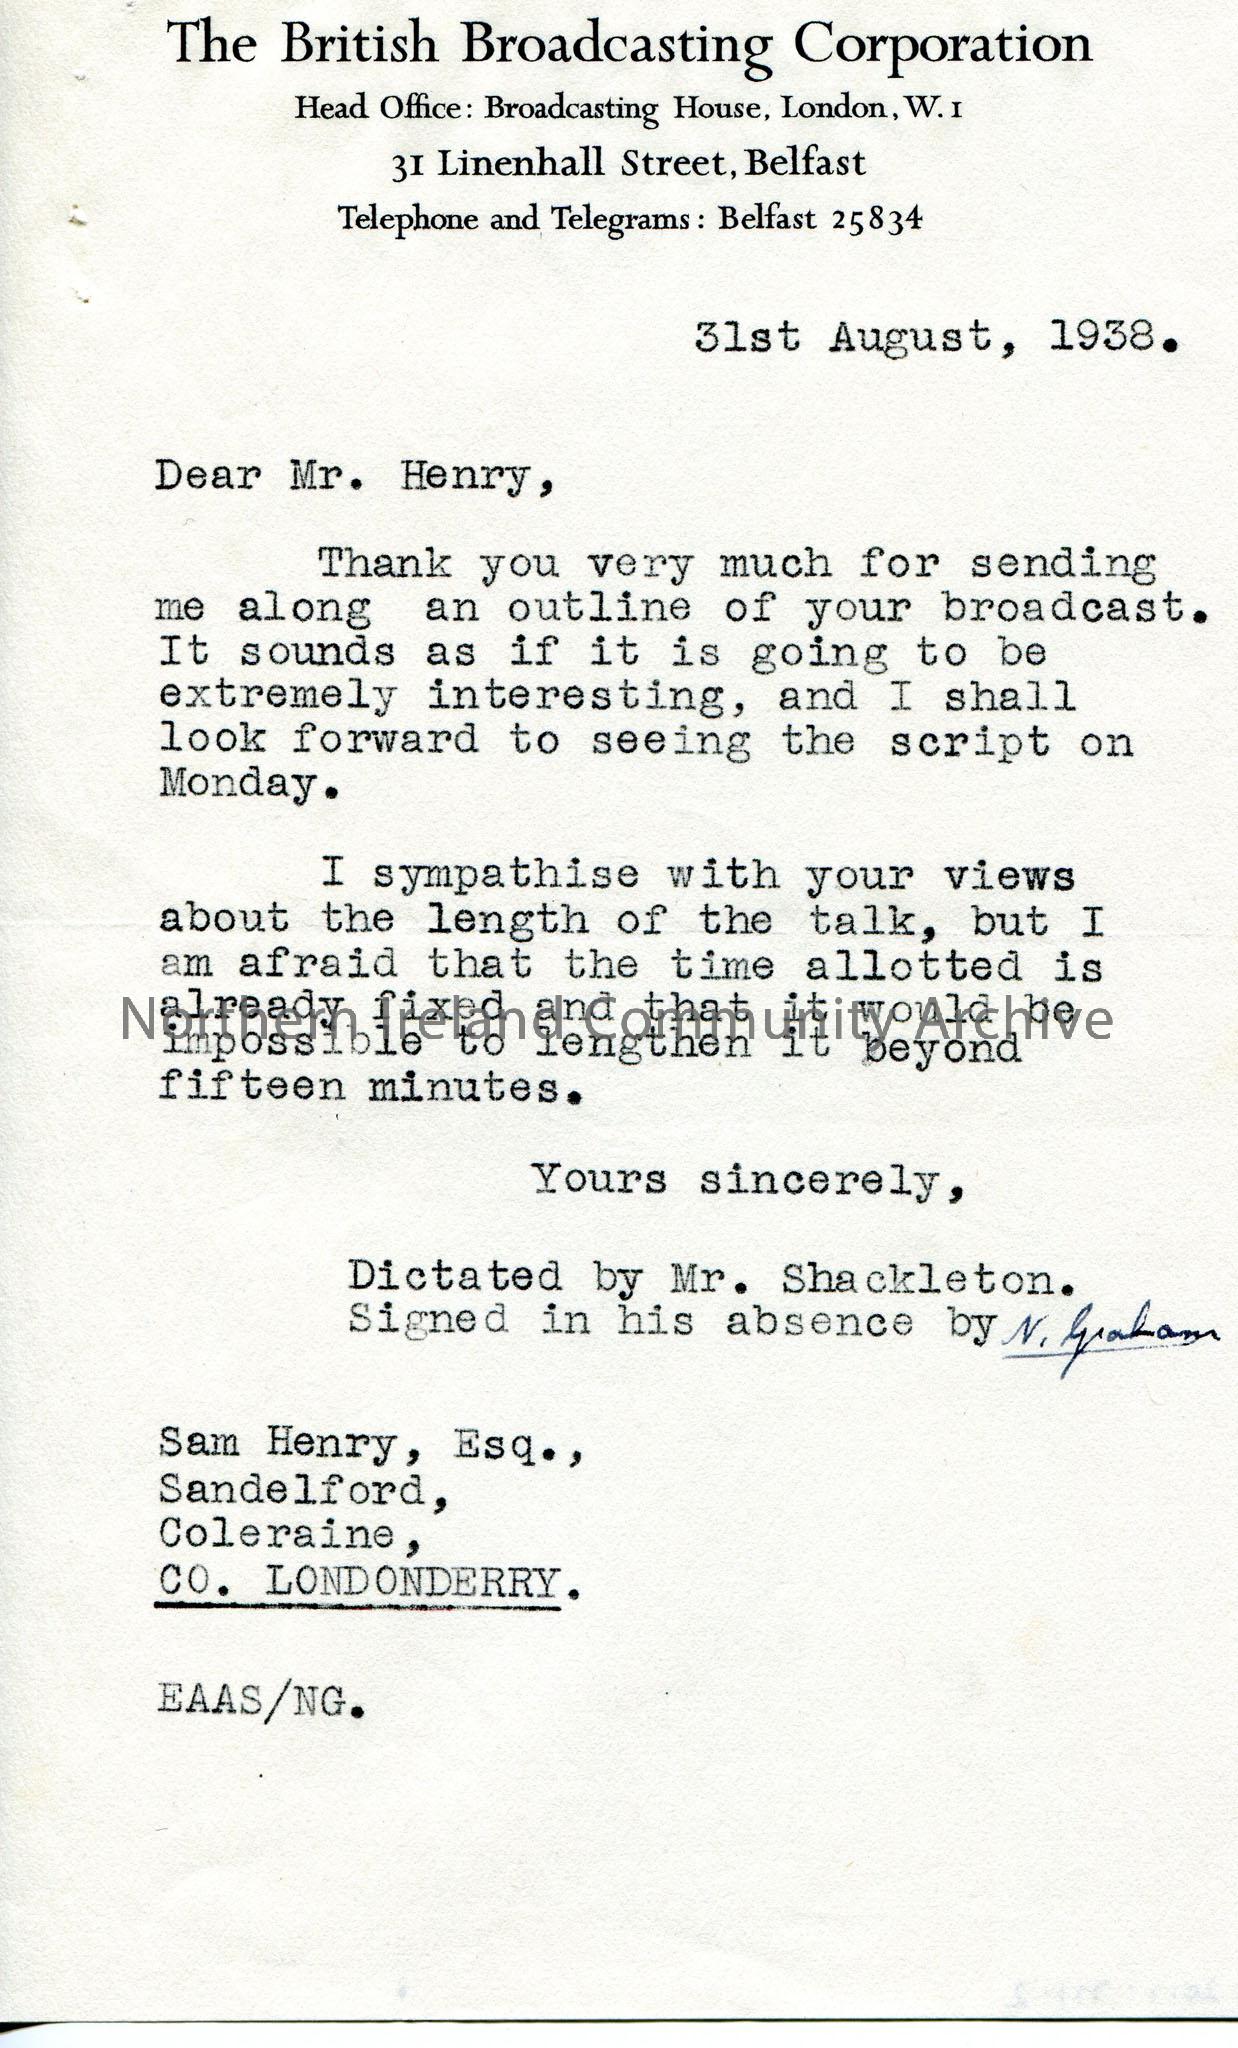 The British Broadcasting Corporation
Head Office: Broadcasting House, London, W. 1
31 Linenhall Street, Belfast
Telephone and Telegrams: Belfast 25834
31st August, 1938.
Dear Mr. Henry,
Thank you very much for sending
me along an outline of your broadcast.
It sounds as if it is going to be
extremely interesting, and I shall
look forward to seeing the script on
Monday.
I sympathise with your views
about the length of the talk, but I
am afraid that the time allotted is
already fixed and that it would be
Northern Ireland Community Archive
impossible to lengthen it beyond
fifteen minutes.
Yours sincerely,
Dictated by Mr. Shackleton.
Signed in his absence by N. Graham
Sam Henry, Esq.,
Sandelford,
Coleraine,
CO. LONDONDERRY.
EAAS/NG.